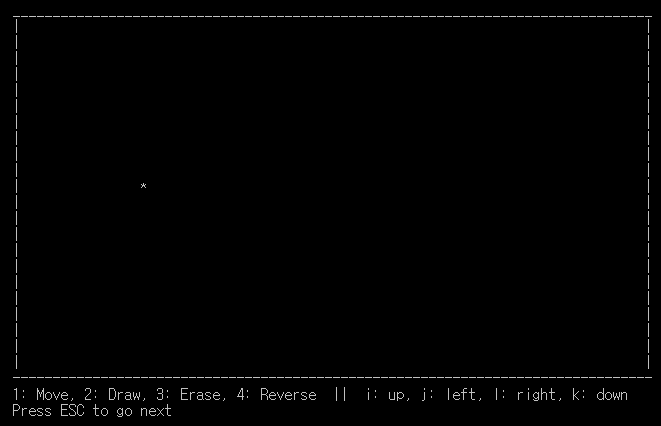 *
1: Move, 2: Draw, 3: Erase, 4: Reverse  ||  i: up, j: left, l: right, k: down
Press ESC to go next